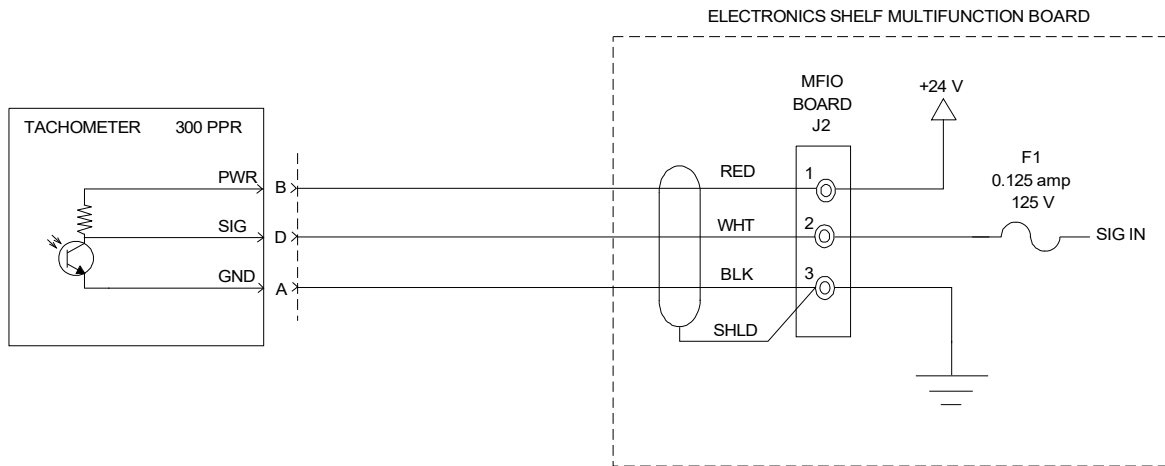 ELECTRONICS SHELF MULTIFUNCTION BOARD
MFIO
BOARD
J2
+24 V
TACHOMETER 300 PPR
F1
0.125 amp
125 V
PWR
B
RED
1
SIG
D
WHT
2
SIG IN
GND
A
BLK
3
SHLD